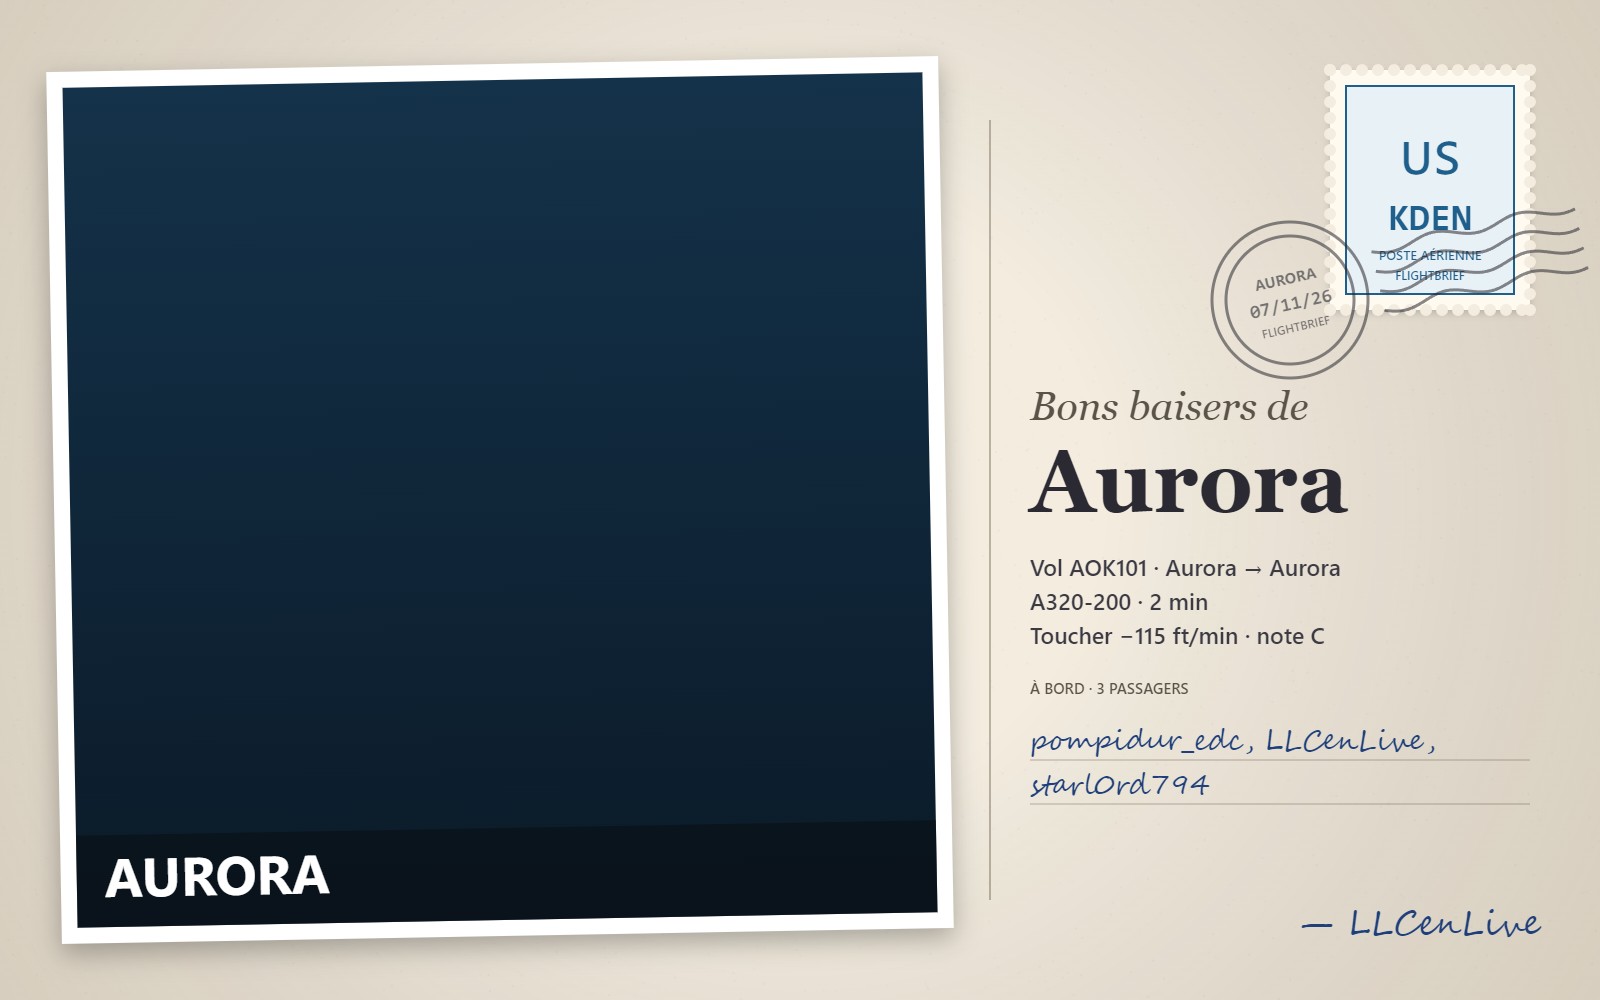 AURORA
US
KDEN
POSTE AÉRIENNE
FLIGHTBRIEF
AURORA
07/11/26
FLIGHTBRIEF
Bons baisers de
Aurora
Vol AOK101 · Aurora → Aurora
A320-200 · 2 min
Toucher −115 ft/min · note C
À BORD · 3 PASSAGERS
pompidur_edc, LLCenLive,
starlOrd794
— LLCenLive